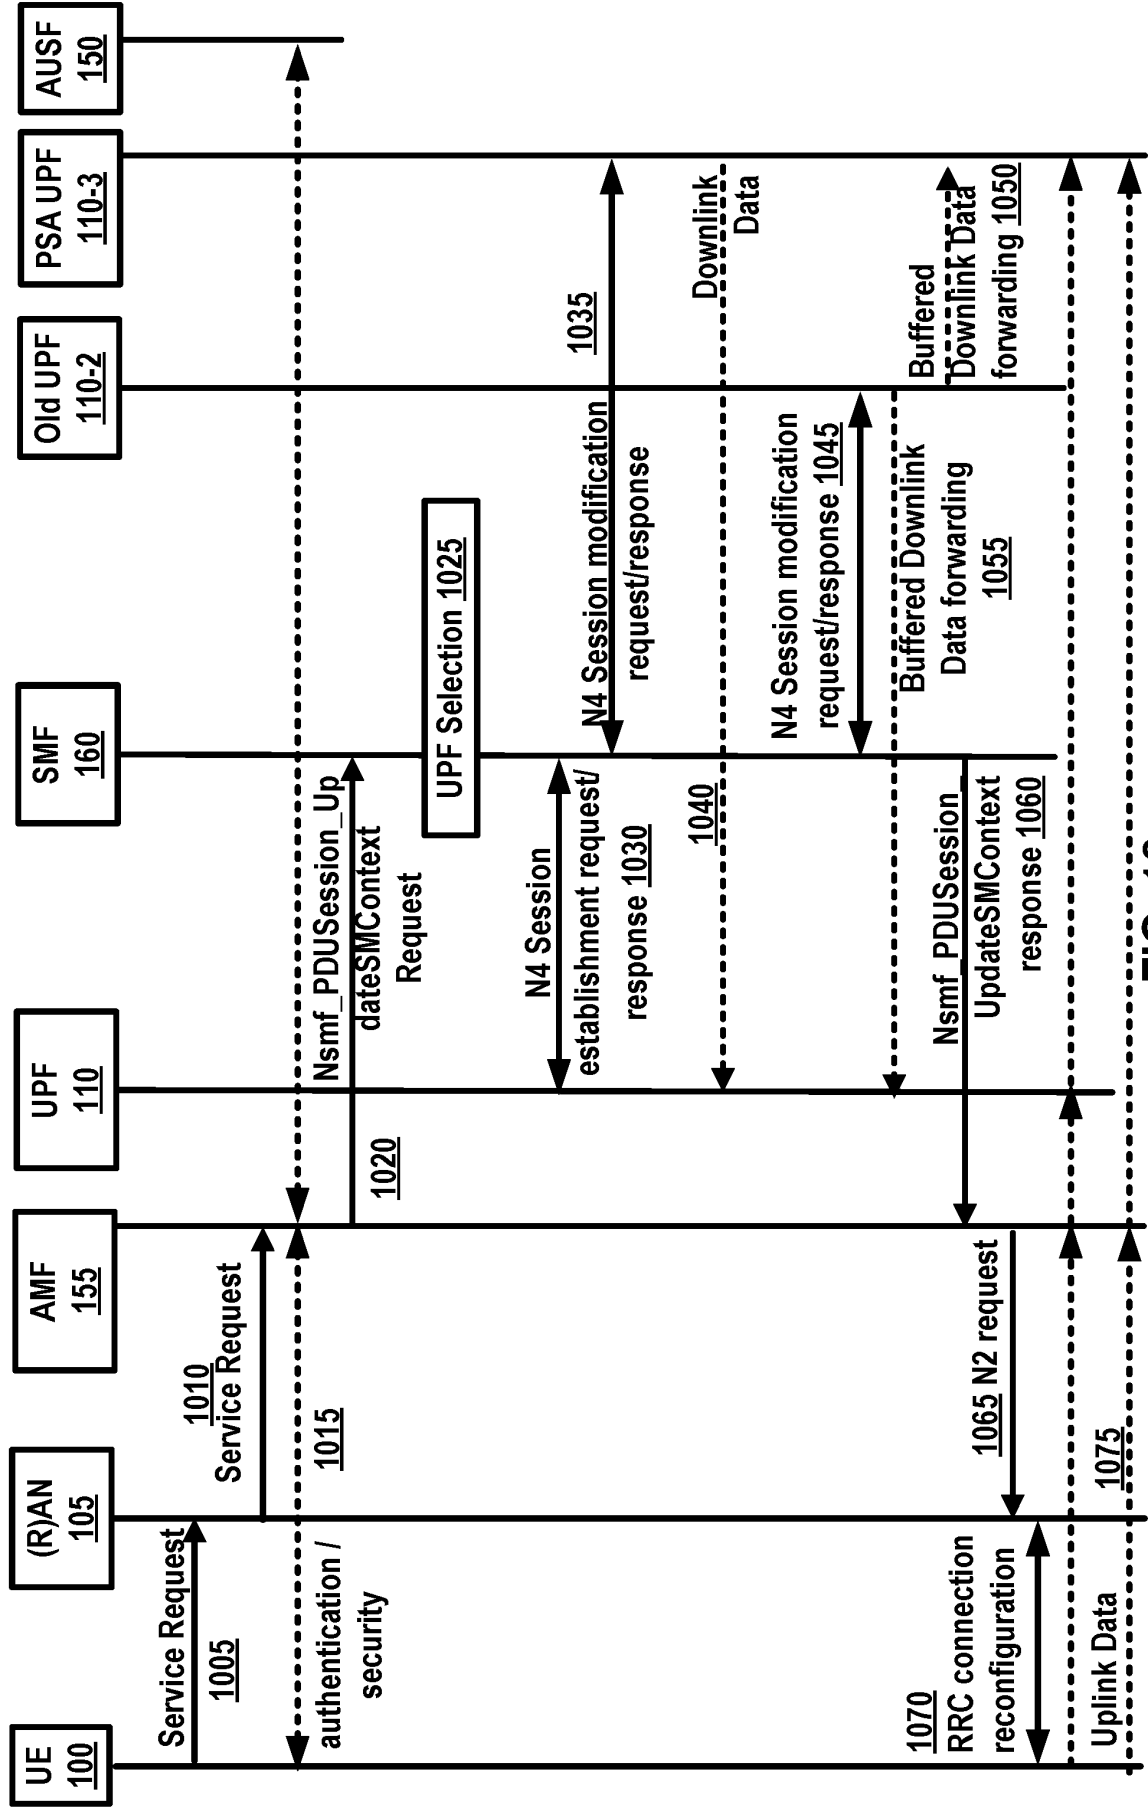 UE
100
(R)AN
105
AMF
155
UPF
110
SMF
160
Old UPF
110-2
PSA UPF
110-3
AUSF
150
Service Request
1005
1010
Service Request
authentication /
security
1015
Nsmf_PDUSession_Up
dateSMContext
Request
1020
UPF Selection 1025
N4 Session
establishment request/
response 1030
N4 Session modification
request/response
1035
Downlink
Data
1040
N4 Session modification
request/response 1045
Buffered
Downlink Data
forwarding 1050
Buffered Downlink
Data forwarding
1055
Nsmf_PDUSession_
UpdateSMContext
response 1060
1065 N2 request
1070
RRC connection
reconfiguration
Uplink Data
1075